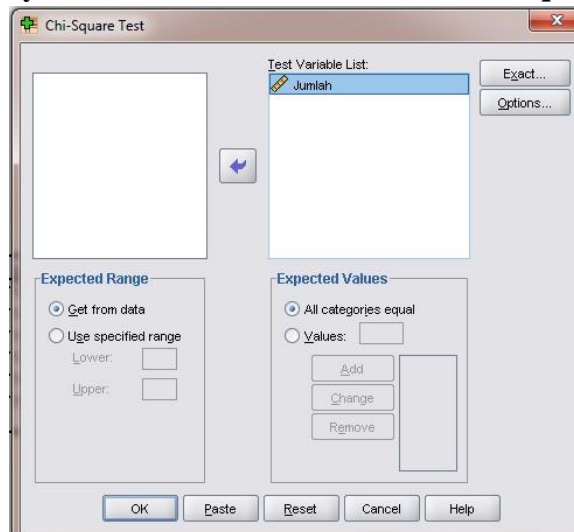 Chi-Square Test
Test Variable List:
Jumlah
Exact...
Options...
Expected Range
Get from data
Use specified range
Lower:
Upper:
Expected Values
All categories equal
Values:
Add
Change
Remove
OK
Paste
Reset
Cancel
Help